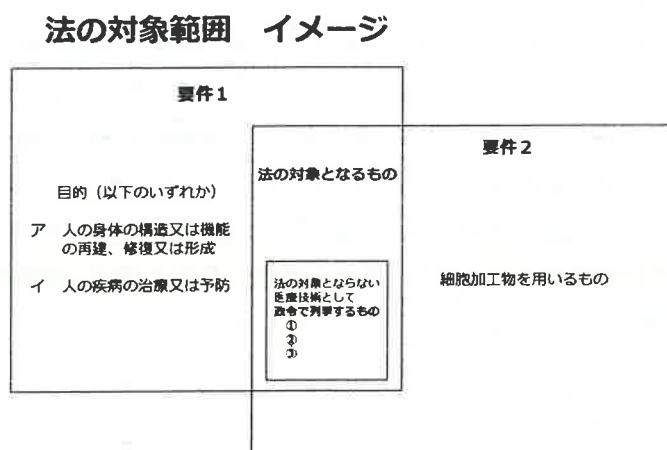 法の対象範囲　イメージ
要件1
要件2
法の対象となるもの
目的（以下のいずれか）
ア　人の身体の構造又は機能
の再建、修復又は形成
イ　人の疾病の治療又は予防
法の対象とならない
医療技術として
政令で列挙するもの
①
②
③
細胞加工物を用いるもの